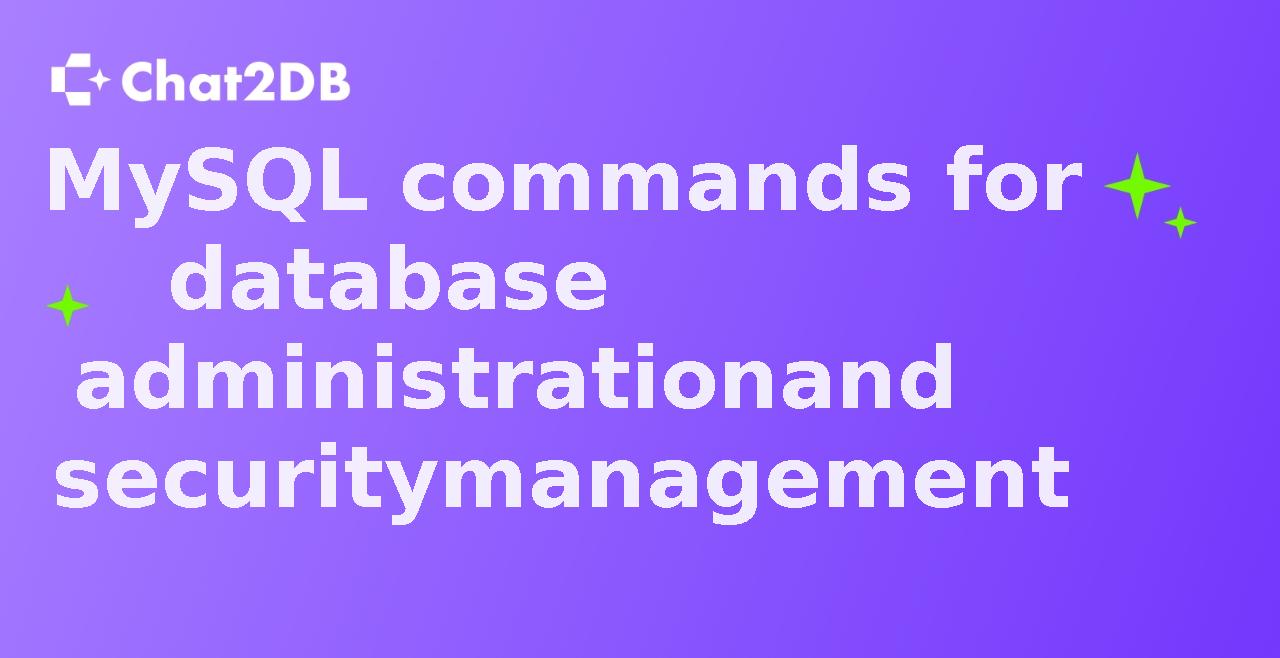 Chat2DB
MySQL commands for
database
administrationand
securitymanagement